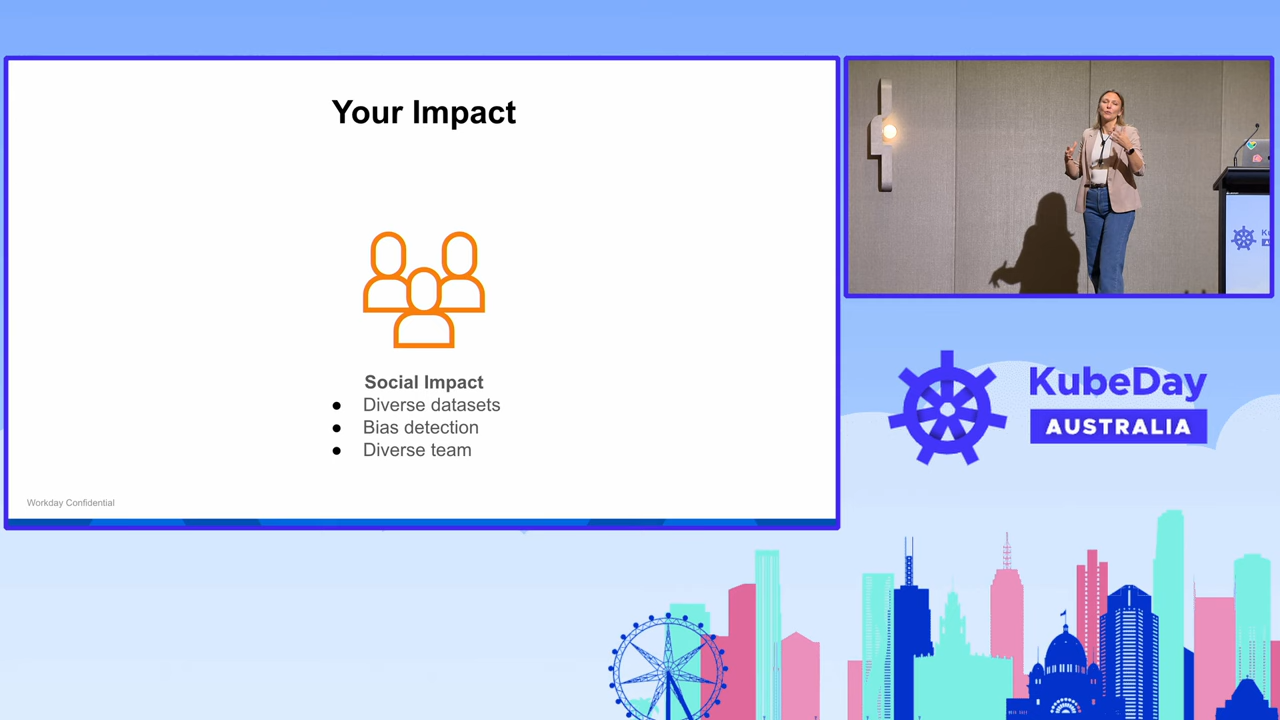 Your Impact
Social Impact
● Diverse datasets
● Bias detection
● Diverse team
Workday Confidential
KubeDay
AUSTRALIA